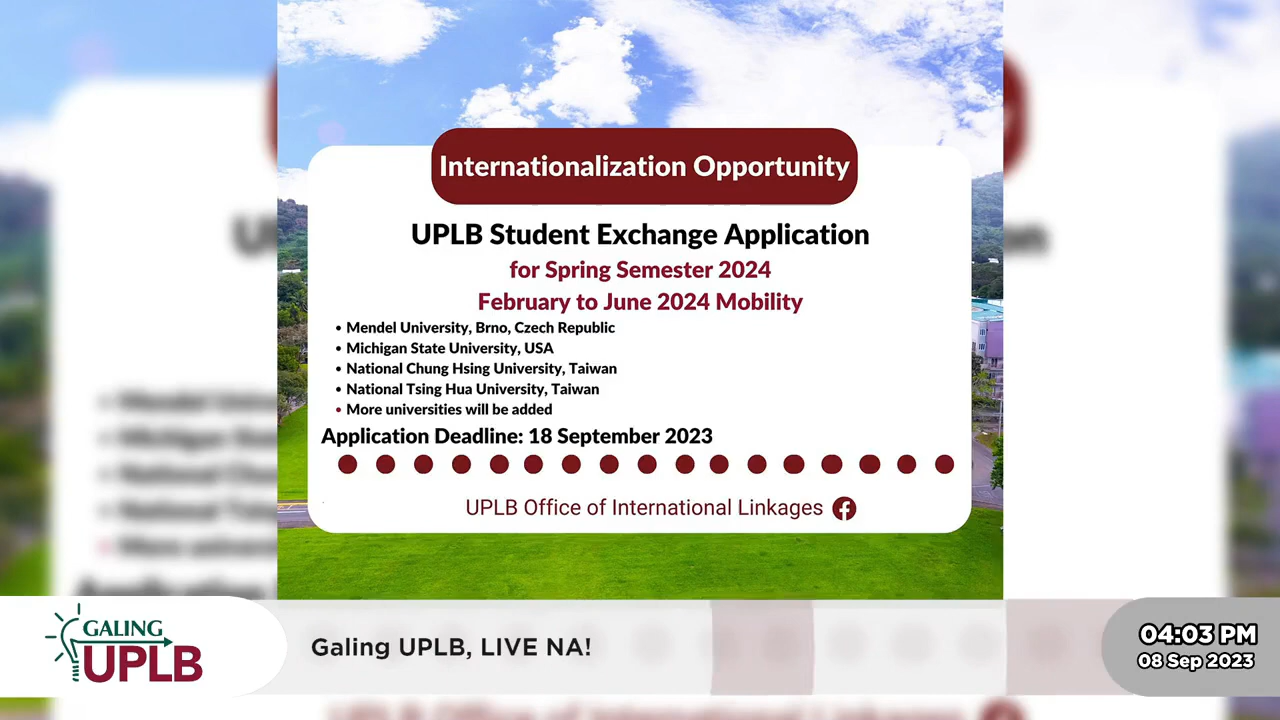 Internationalization Opportunity
UPLB Student Exchange Application
for Spring Semester 2024
February to June 2024 Mobility
• Mendel University, Brno, Czech Republic
• Michigan State University, USA
• National Chung Hsing University, Taiwan
• National Tsing Hua University, Taiwan
• More universities will be added
Application Deadline: 18 September 2023
UPLB Office of International Linkages
GALING
UPLB
Galing UPLB, LIVE NA!
04:03 PM
08 Sep 2023